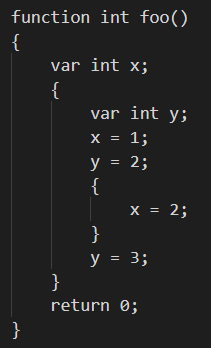 function int foo()
{
    var int x;
    {
        var int y;
        x = 1;
        y = 2;
        {
            x = 2;
        }
        y = 3;
    }
    return 0;
}